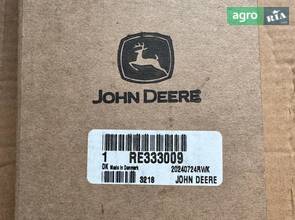 agro RIA
JOHN DEERE
1 RE333009
DK Made in Denmark 20240724RWK
3218 JOHN DEERE